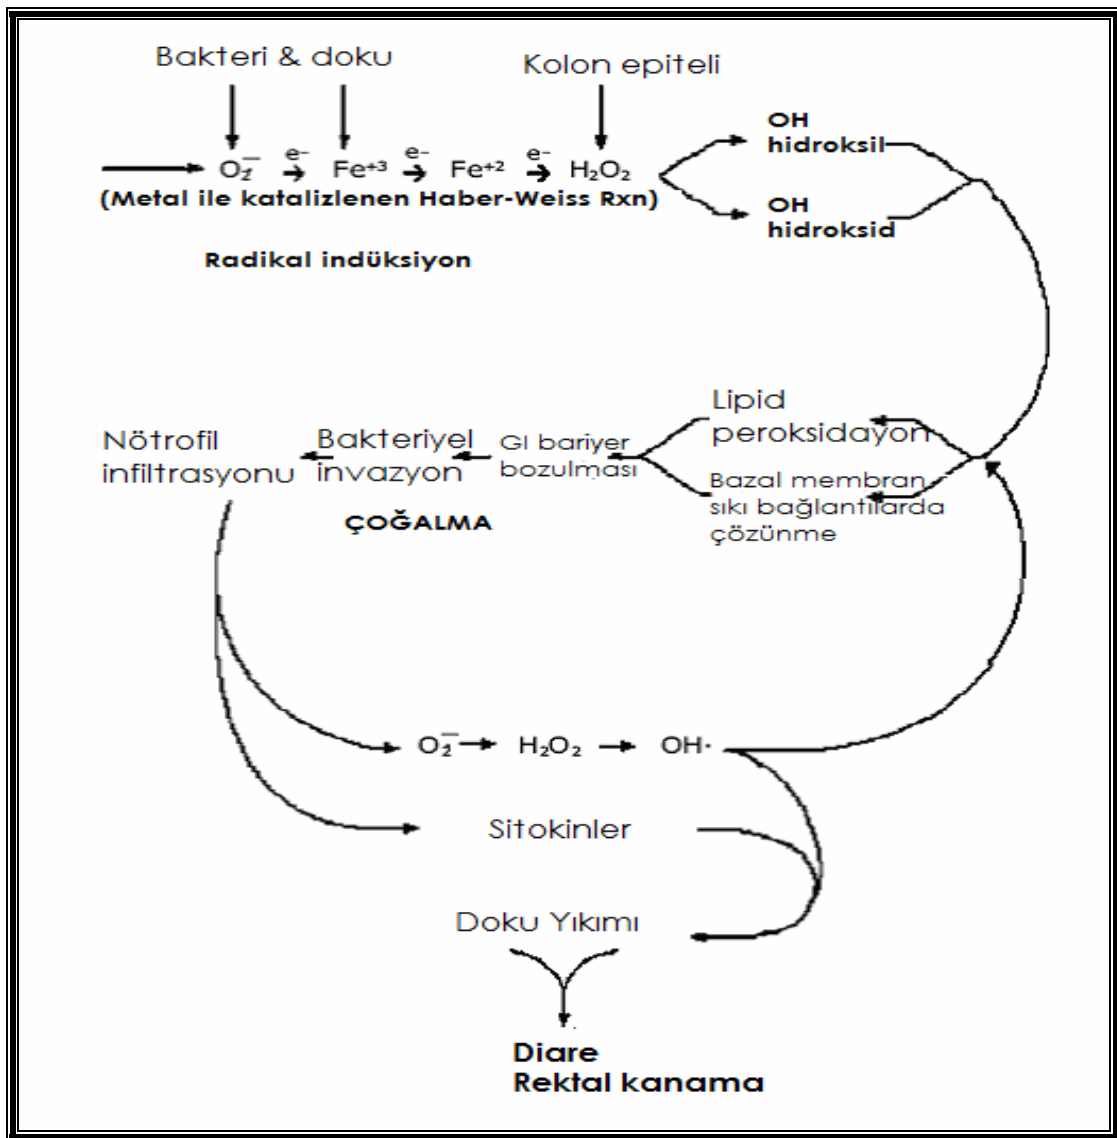 Bakteri & doku
Kolon epiteli
O₂⁻ e- Fe+3 e- Fe+2 e- H₂O₂
(Metal ile katalizlenen Haber-Weiss Rxn)
OH
hidroksil
OH
hidroksid
Radikal indüksiyon
Lipid
peroksidayon
Bazal membran
sıkı bağlantılarda
çözünme
GI bariyer
bozulması
Bakteriyel
invazyon
Nötrofil
infiltrasyonu
ÇOĞALMA
O₂⁻ H₂O₂ OH·
Sitokinler
Doku Yıkımı
Diare
Rektal kanama